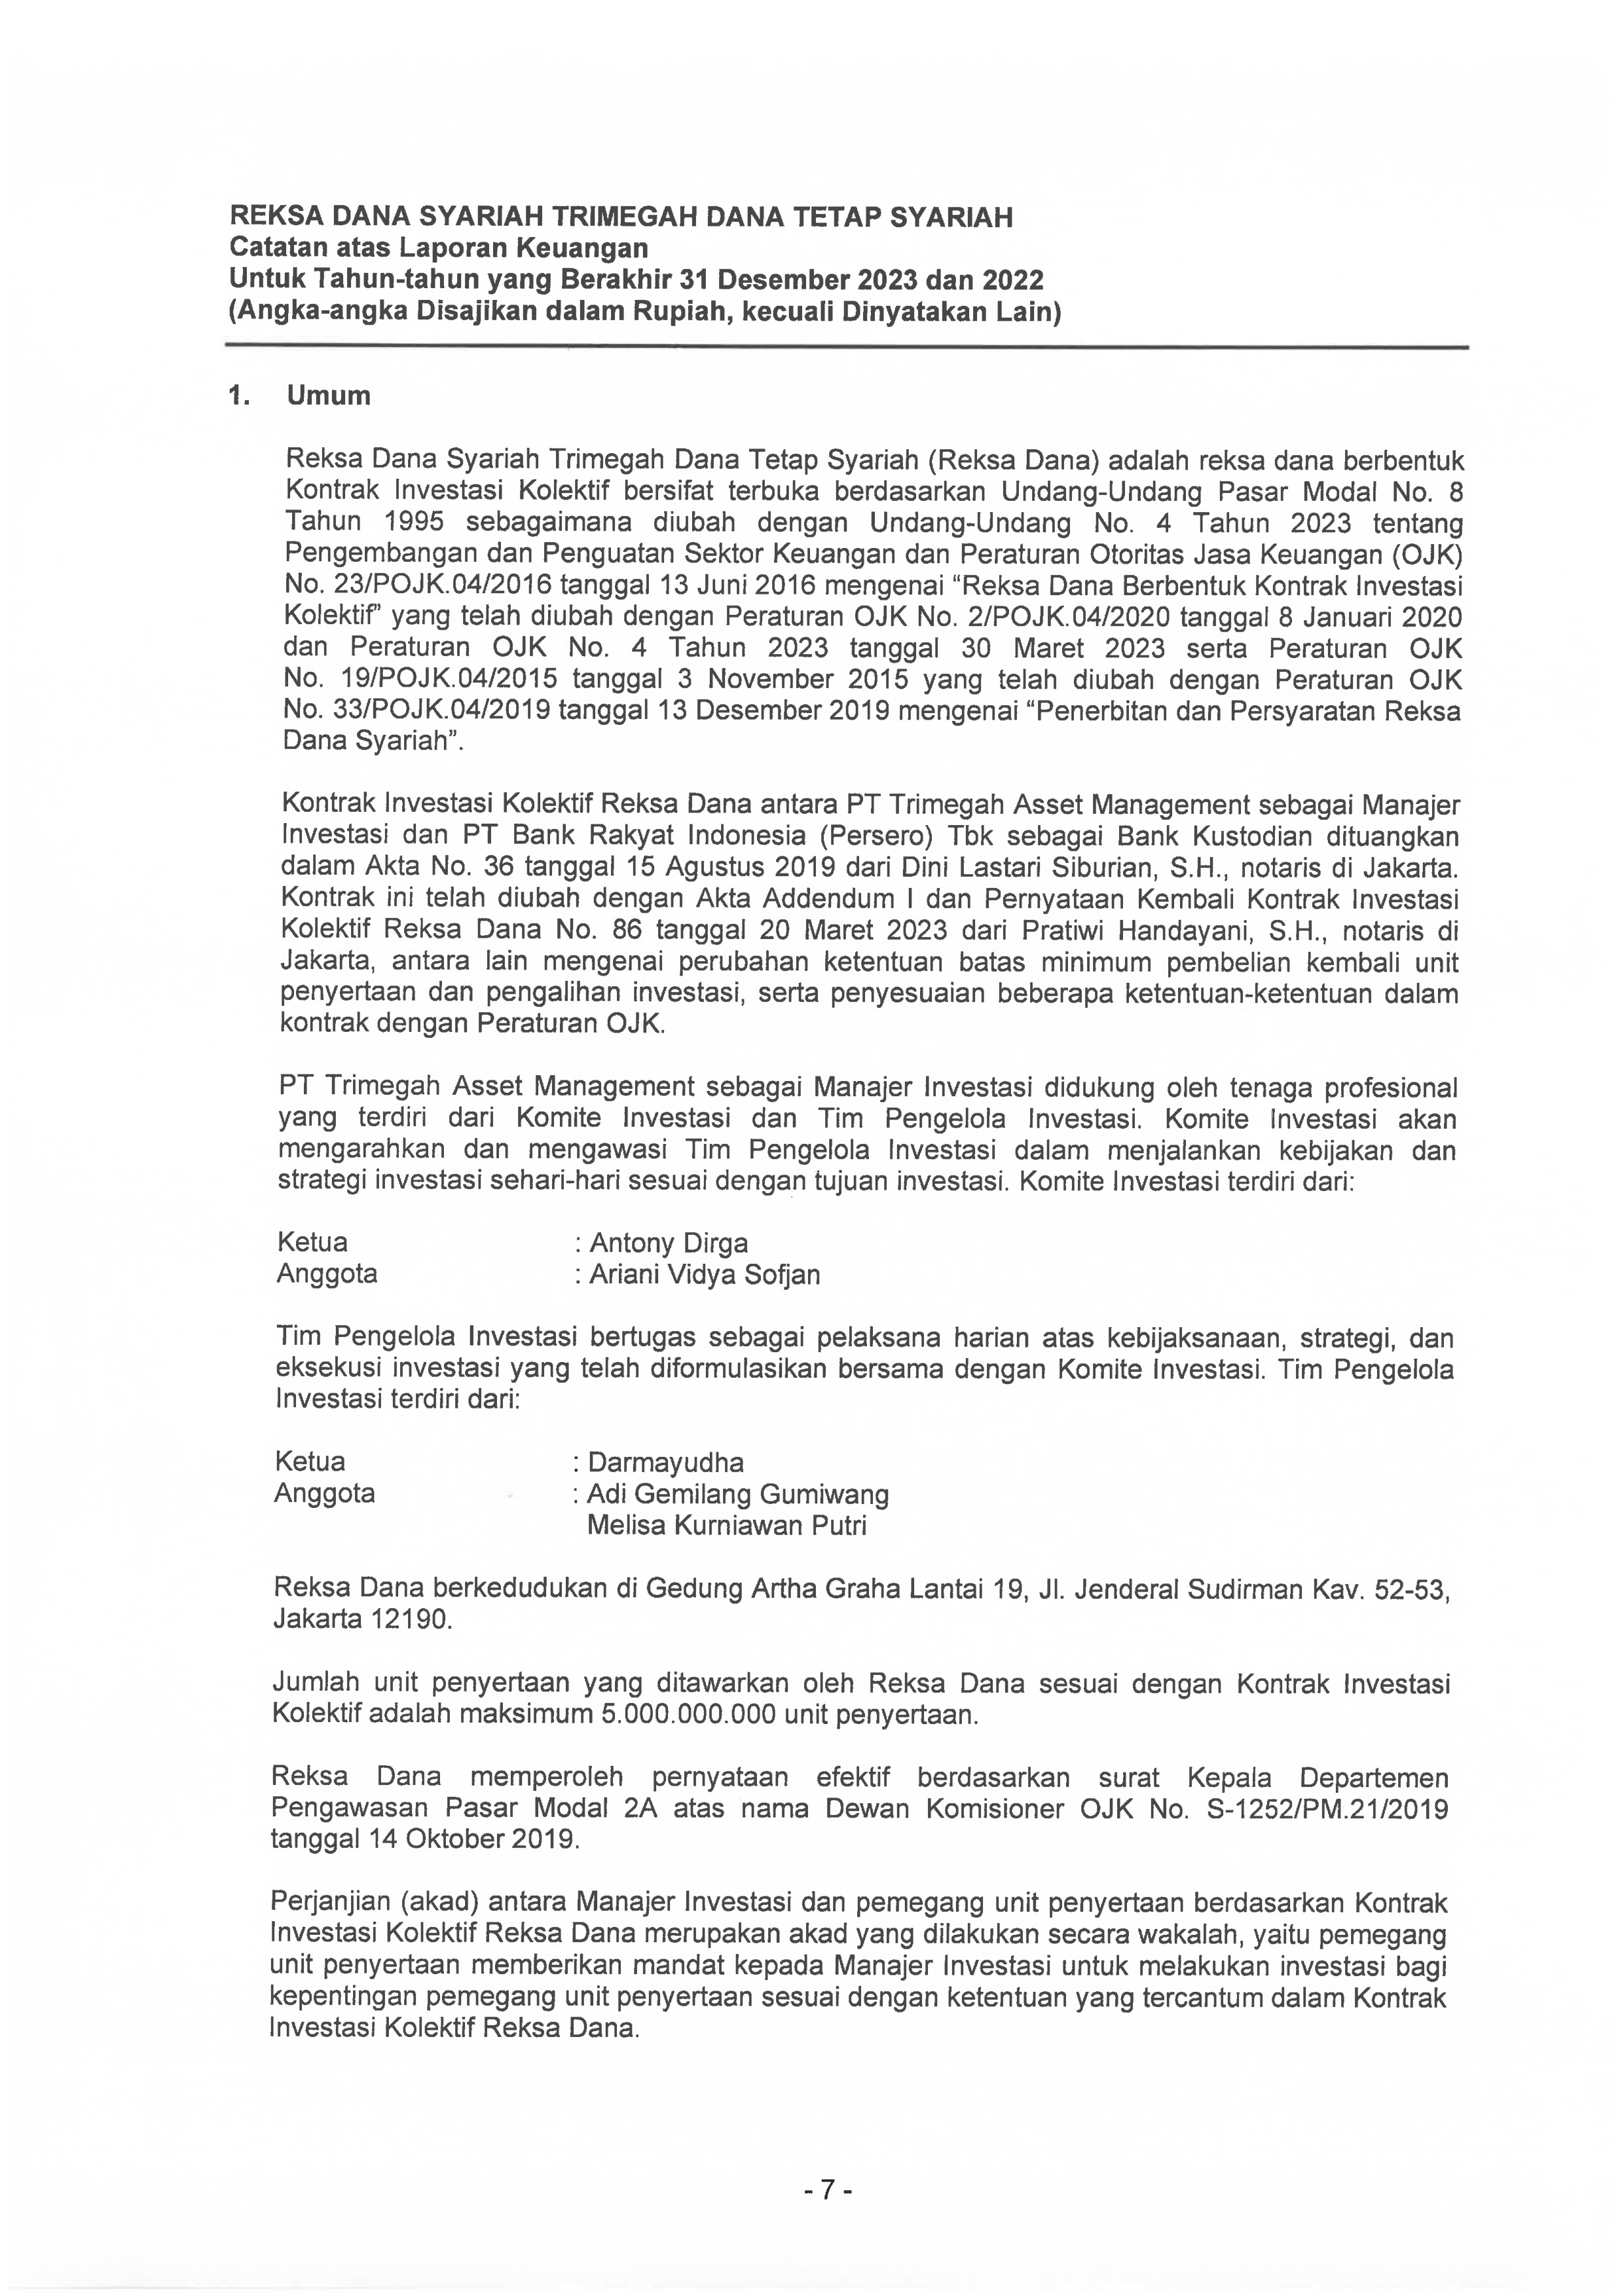 REKSA DANA SYARIAH TRIMEGAH DANA TETAP SYARIAH
Catatan atas Laporan Keuangan
Untuk Tahun-tahun yang Berakhir 31 Desember 2023 dan 2022
(Angka-angka Disajikan dalam Rupiah, kecuali Dinyatakan Lain)
1. Umum
Reksa Dana Syariah Trimegah Dana Tetap Syariah (Reksa Dana) adalah reksa dana berbentuk
Kontrak Investasi Kolektif bersifat terbuka berdasarkan Undang-Undang Pasar Modal No. 8
Tahun 1995 sebagaimana diubah dengan Undang-Undang No. 4 Tahun 2023 tentang
Pengembangan dan Penguatan Sektor Keuangan dan Peraturan Otoritas Jasa Keuangan (OJK)
No. 23/POJK.04/2016 tanggal 13 Juni 2016 mengenai “Reksa Dana Berbentuk Kontrak Investasi
Kolektif” yang telah diubah dengan Peraturan OJK No. 2/POJK.04/2020 tanggal 8 Januari 2020
dan Peraturan OJK No. 4 Tahun 2023 tanggal 30 Maret 2023 serta Peraturan OJK
No. 19/POJK.04/2015 tanggal 3 November 2015 yang telah diubah dengan Peraturan OJK
No. 33/POJK.04/2019 tanggal 13 Desember 2019 mengenai “Penerbitan dan Persyaratan Reksa
Dana Syariah”.
Kontrak Investasi Kolektif Reksa Dana antara PT Trimegah Asset Management sebagai Manajer
Investasi dan PT Bank Rakyat Indonesia (Persero) Tbk sebagai Bank Kustodian dituangkan
dalam Akta No. 36 tanggal 15 Agustus 2019 dari Dini Lastari Siburian, S.H., notaris di Jakarta.
Kontrak ini telah diubah dengan Akta Addendum I dan Pernyataan Kembali Kontrak Investasi
Kolektif Reksa Dana No. 86 tanggal 20 Maret 2023 dari Pratiwi Handayani, S.H., notaris di
Jakarta, antara lain mengenai perubahan ketentuan batas minimum pembelian kembali unit
penyertaan dan pengalihan investasi, serta penyesuaian beberapa ketentuan-ketentuan dalam
kontrak dengan Peraturan OJK.
PT Trimegah Asset Management sebagai Manajer Investasi didukung oleh tenaga profesional
yang terdiri dari Komite Investasi dan Tim Pengelola Investasi. Komite Investasi akan
mengarahkan dan mengawasi Tim Pengelola Investasi dalam menjalankan kebijakan dan
strategi investasi sehari-hari sesuai dengan tujuan investasi. Komite Investasi terdiri dari:
Ketua : Antony Dirga
Anggota : Ariani Vidya Sofjan
Tim Pengelola Investasi bertugas sebagai pelaksana harian atas kebijaksanaan, strategi, dan
eksekusi investasi yang telah diformulasikan bersama dengan Komite Investasi. Tim Pengelola
Investasi terdiri dari:
Ketua : Darmayudha
Anggota : Adi Gemilang Gumiwang
Melisa Kurniawan Putri
Reksa Dana berkedudukan di Gedung Artha Graha Lantai 19, Jl. Jenderal Sudirman Kav. 52-53,
Jakarta 12190.
Jumlah unit penyertaan yang ditawarkan oleh Reksa Dana sesuai dengan Kontrak Investasi
Kolektif adalah maksimum 5.000.000.000 unit penyertaan.
Reksa Dana memperoleh pernyataan efektif berdasarkan surat Kepala Departemen
Pengawasan Pasar Modal 2A atas nama Dewan Komisioner OJK No. S-1252/PM.21/2019
tanggal 14 Oktober 2019.
Perjanjian (akad) antara Manajer Investasi dan pemegang unit penyertaan berdasarkan Kontrak
Investasi Kolektif Reksa Dana merupakan akad yang dilakukan secara wakalah, yaitu pemegang
unit penyertaan memberikan mandat kepada Manajer Investasi untuk melakukan investasi bagi
kepentingan pemegang unit penyertaan sesuai dengan ketentuan yang tercantum dalam Kontrak
Investasi Kolektif Reksa Dana.
- 7 -